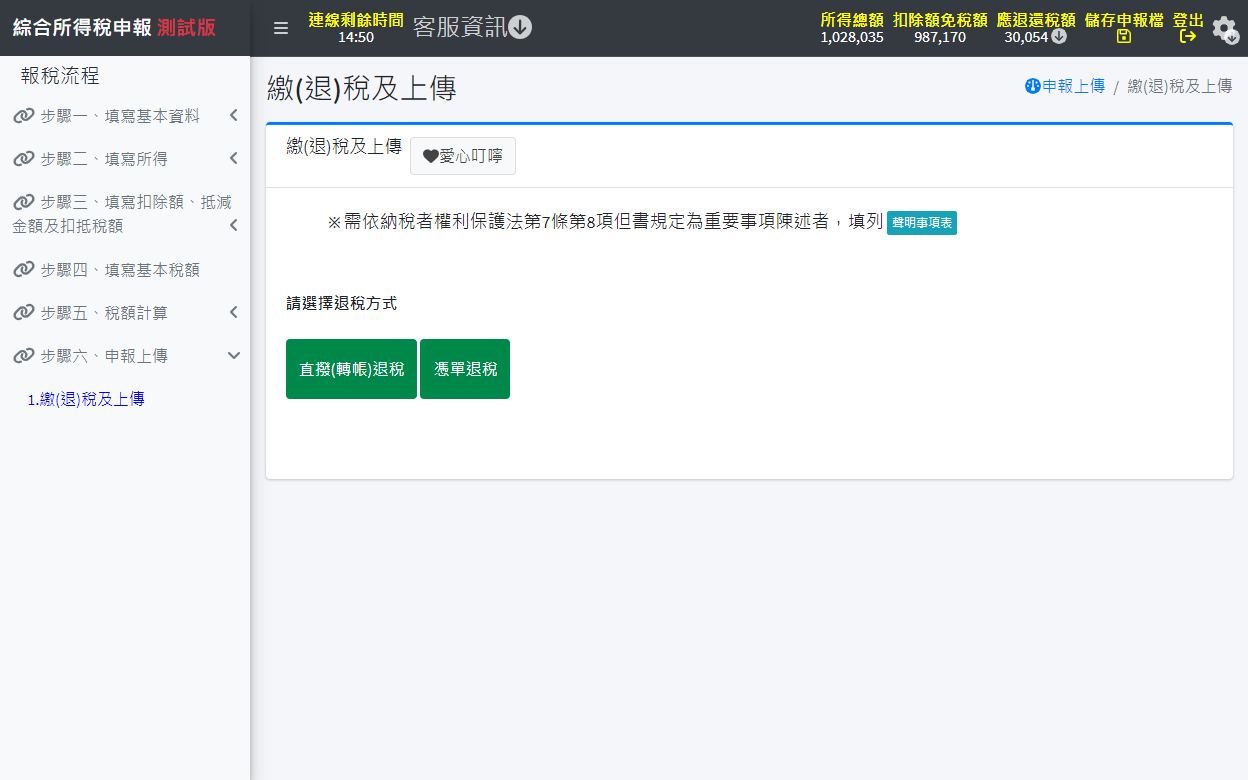 綜合所得稅申報 測試版
連線剩餘時間
14:50
客服資訊
所得總額
1,028,035
扣除額免稅額
987,170
應退還稅額
30,054
儲存申報檔
登出
報稅流程
步驟一、填寫基本資料
步驟二、填寫所得
步驟三、填寫扣除額、抵減
金額及扣抵稅額
步驟四、填寫基本稅額
步驟五、稅額計算
步驟六、申報上傳
1.繳(退)稅及上傳
繳(退)稅及上傳
申報上傳 / 繳(退)稅及上傳
繳(退)稅及上傳
愛心叮嚀
※需依納稅者權利保護法第7條第8項但書規定為重要事項陳述者，填列 聲明事項表
請選擇退稅方式
直撥(轉帳)退稅
憑單退稅